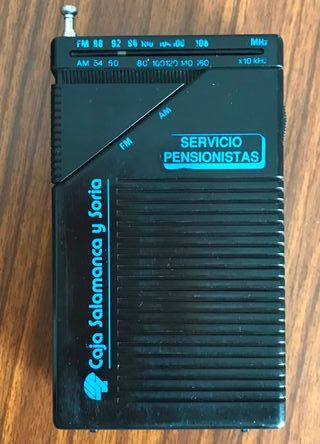 FM 88 92 96 100 104 106 108 MHz
AM 54 60 80 100 120 140 160 x10 kHz
AM
FM
SERVICIO
PENSIONISTAS
Caja Salamanca y Soria